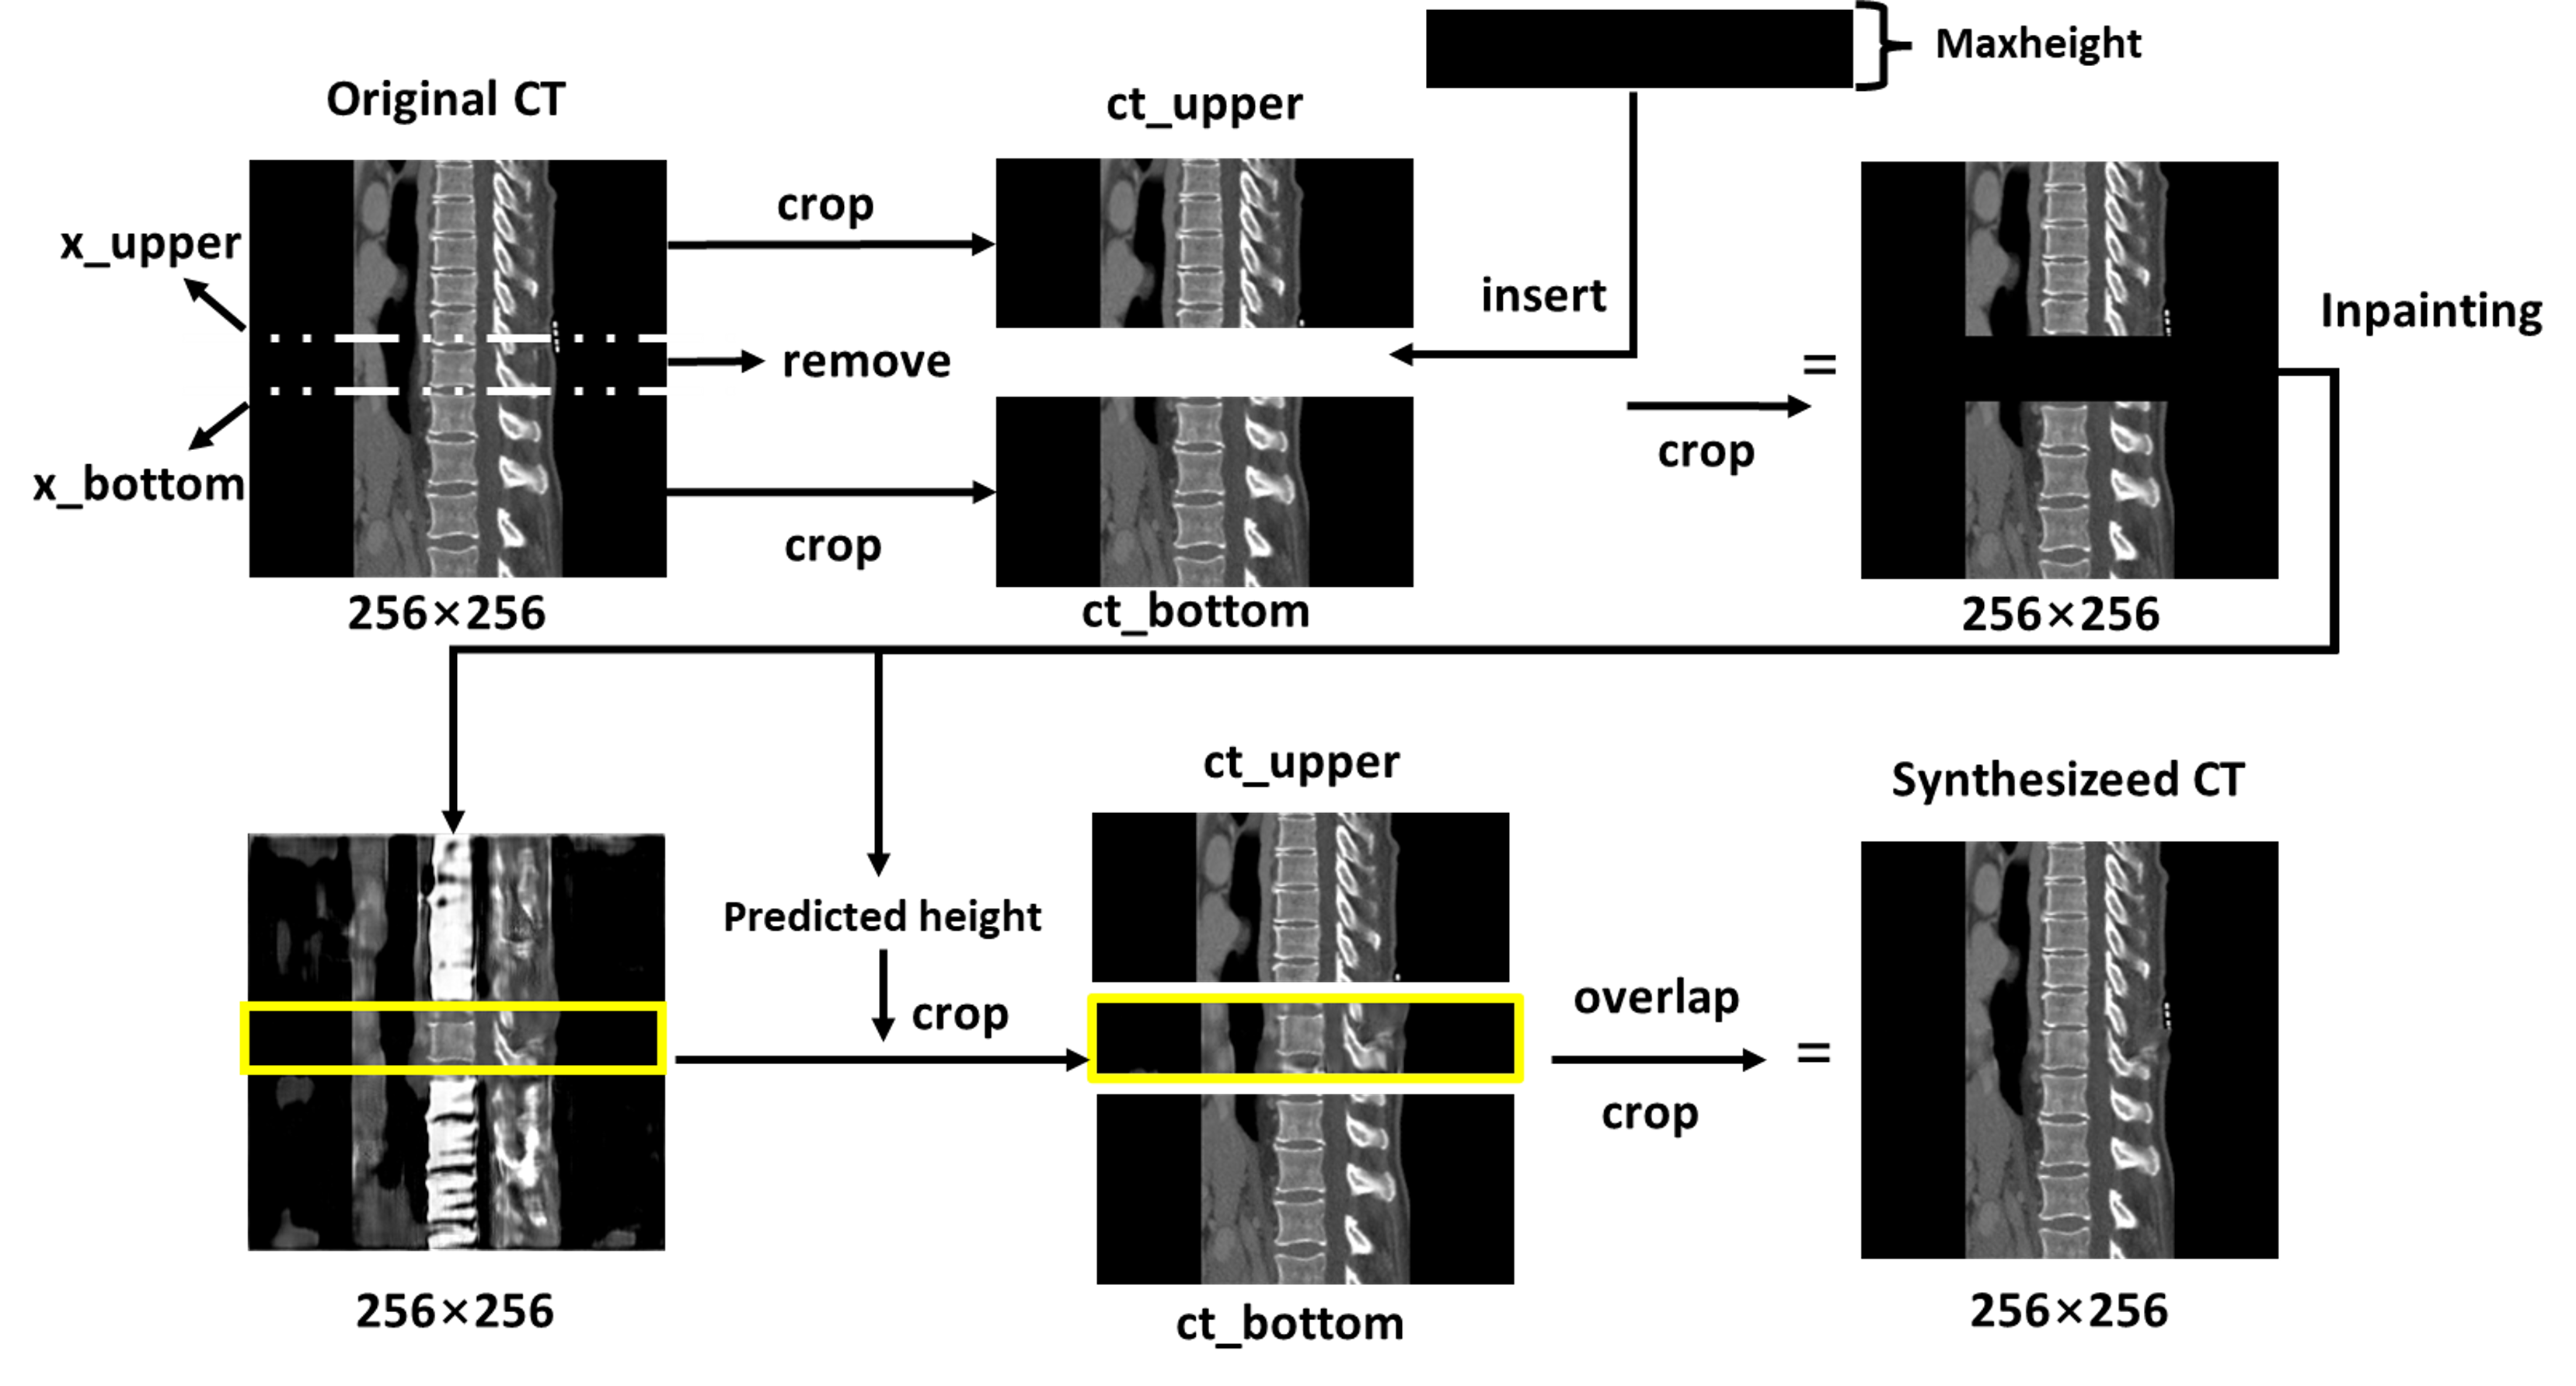 Maxheight
Original CT
ct_upper
crop
x_upper
insert
Inpainting
remove
=
crop
x_bottom
crop
256×256
ct_bottom
256×256
ct_upper
Synthesizeed CT
Predicted height
crop
overlap
=
crop
256×256
ct_bottom
256×256